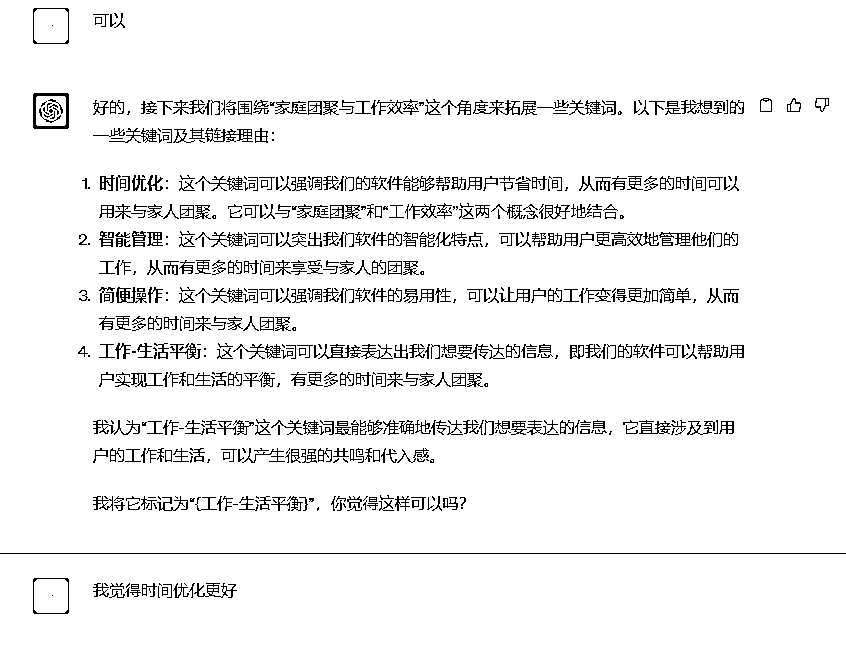 可以
好的，接下来我们将围绕“家庭团聚与工作效率”这个角度来拓展一些关键词。以下是我想到的
一些关键词及其链接理由：
1. 时间优化：这个关键词可以强调我们的软件能够帮助用户节省时间，从而有更多的时间可以
用来与家人团聚。它可以与“家庭团聚”和“工作效率”这两个概念很好地结合。
2. 智能管理：这个关键词可以突出我们软件的智能化特点，可以帮助用户更高效地管理他们的
工作，从而有更多的时间来享受与家人的团聚。
3. 简便操作：这个关键词可以强调我们软件的易用性，可以让用户的工作变得更加简单，从而
有更多的时间来与家人团聚。
4. 工作-生活平衡：这个关键词可以直接表达出我们想要传达的信息，即我们的软件可以帮助用
户实现工作和生活的平衡，有更多的时间来与家人团聚。
我认为“工作-生活平衡”这个关键词最能够准确地传达我们想要表达的信息，它直接涉及到用
户的工作和生活，可以产生很强的共鸣和代入感。
我将它标记为“{工作-生活平衡}”，你觉得这样可以吗？
我觉得时间优化更好